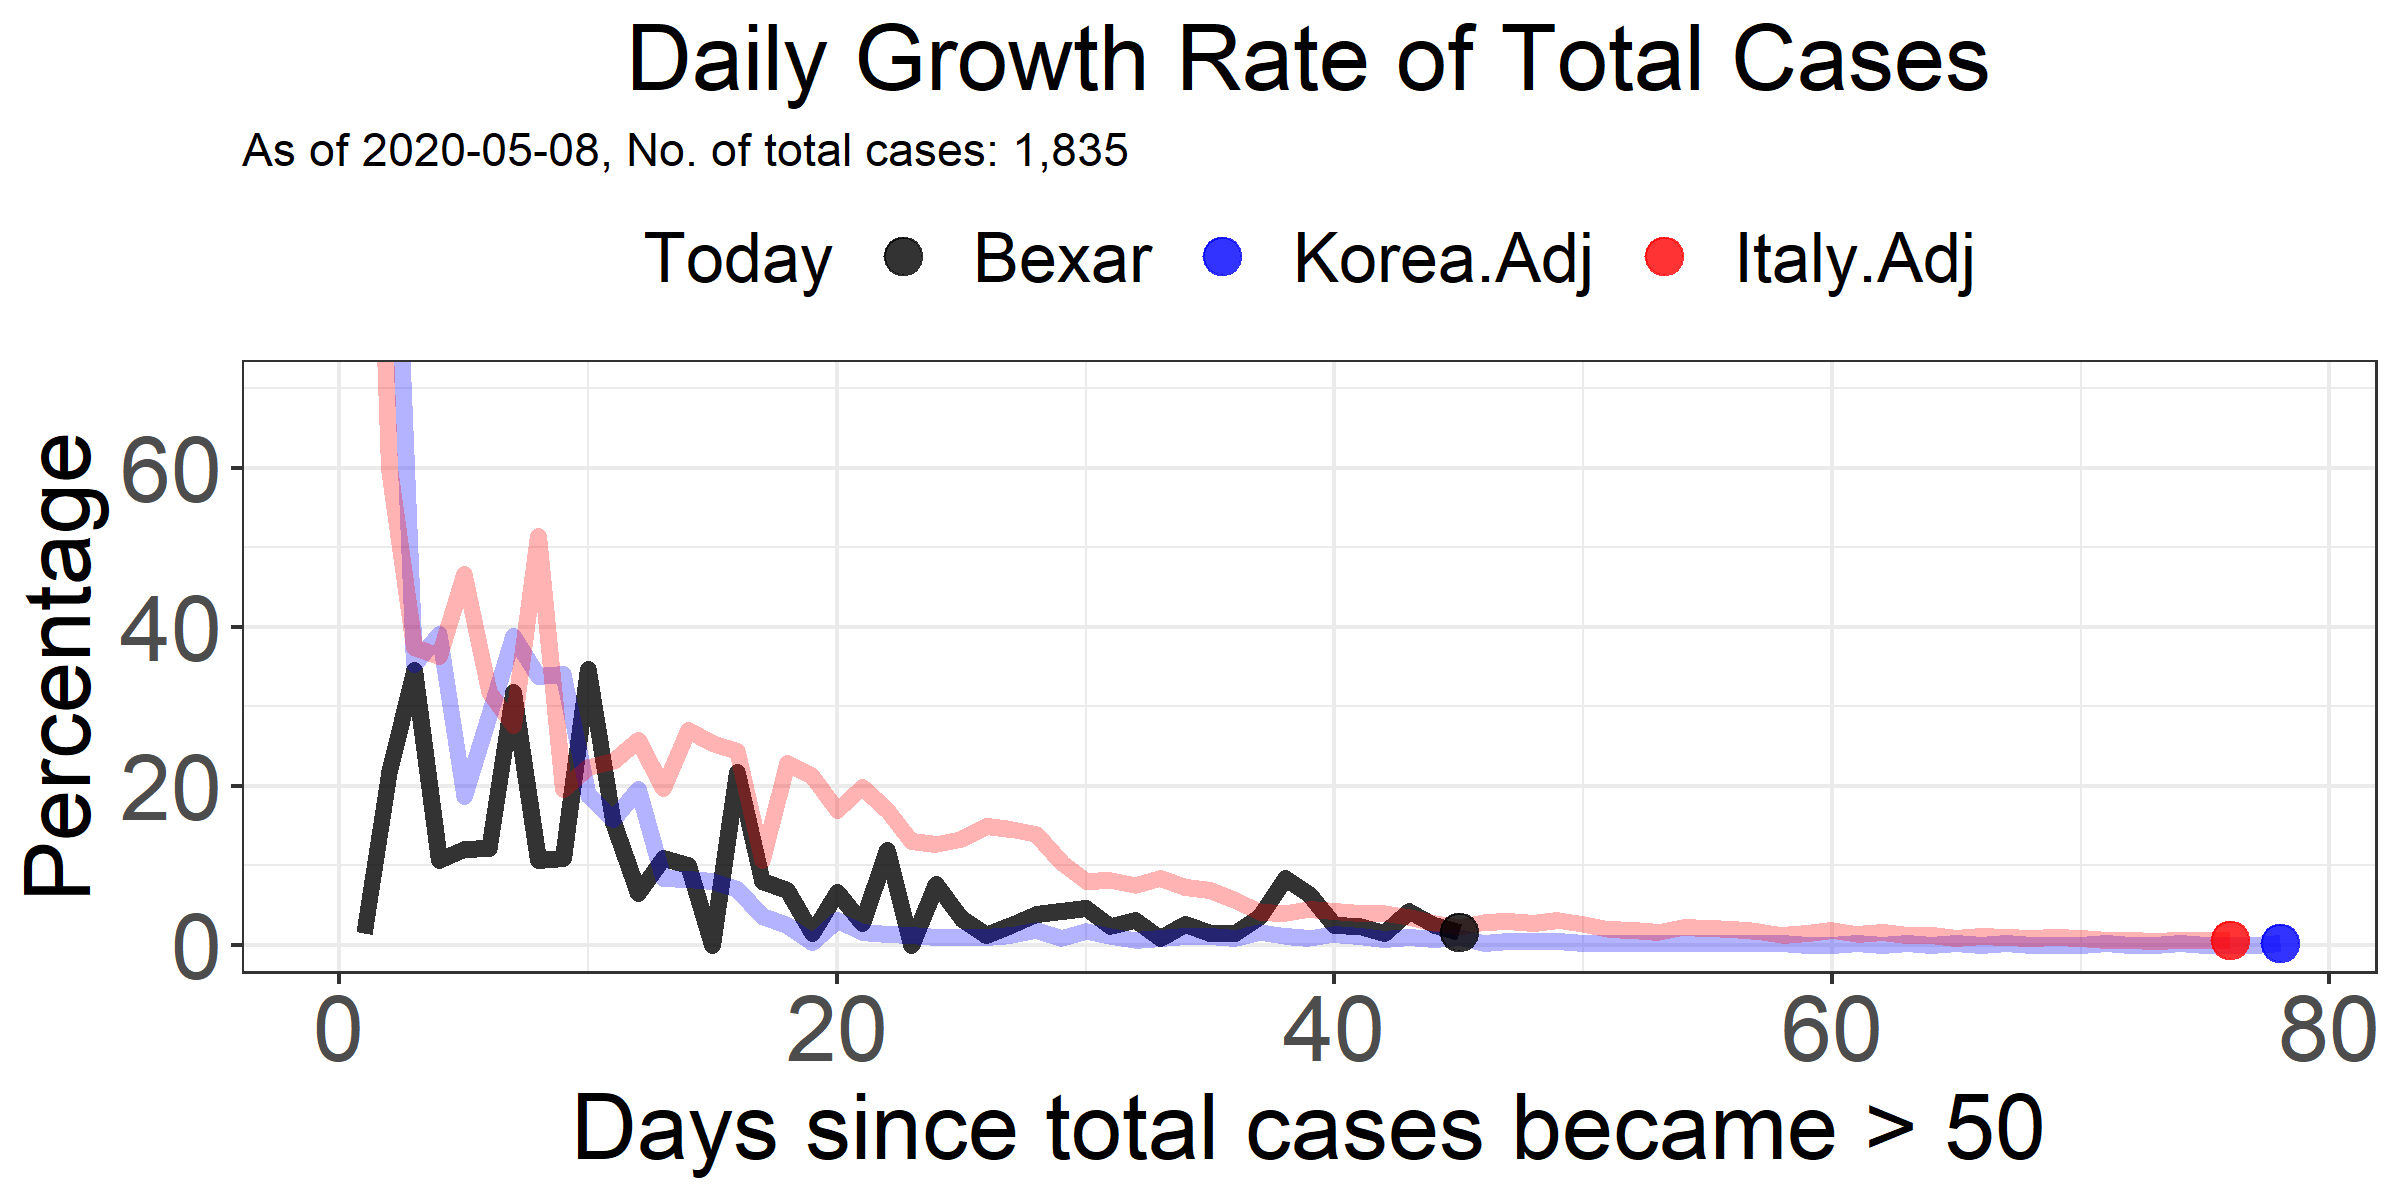 Daily Growth Rate of Total Cases
As of 2020-05-08, No. of total cases: 1,835
Today Bexar Korea.Adj Italy.Adj
Percentage
60
40
20
0
0 20 40 60 80
Days since total cases became > 50